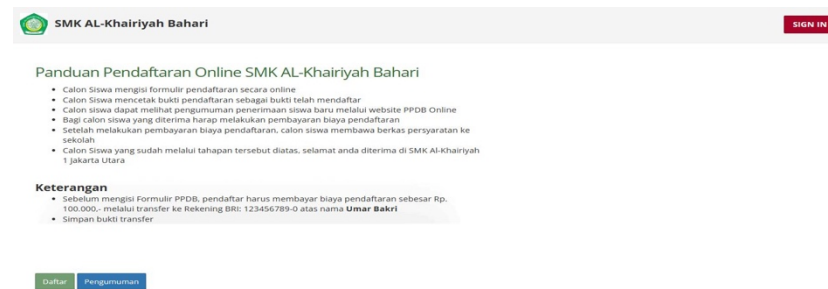 SMK AL-Khairiyah Bahari
SIGN IN
Panduan Pendaftaran Online SMK AL-Khairiyah Bahari
• Calon Siswa mengisi formulir pendaftaran secara online
• Calon Siswa mencetak bukti pendaftaran sebagai bukti telah mendaftar
• Calon siswa dapat melihat pengumuman penerimaan siswa baru melalui website PPDB Online
• Bagi calon siswa yang diterima harap melakukan pembayaran biaya pendaftaran
• Setelah melakukan pembayaran biaya pendaftaran, calon siswa membawa berkas persyaratan ke
sekolah
• Calon Siswa yang sudah melalui tahapan tersebut diatas, selamat anda diterima di SMK Al-Khairiyah
1 Jakarta Utara
Keterangan
• Sebelum mengisi Formulir PPDB, pendaftar harus membayar biaya pendaftaran sebesar Rp.
100.000,- melalui transfer ke Rekening BRI: 123456789-0 atas nama Umar Bakri
• Simpan bukti transfer
Daftar
Pengumuman